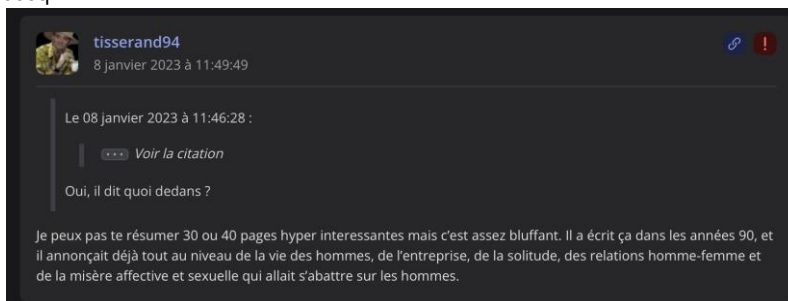 tisserand94
8 janvier 2023 à 11:49:49
Le 08 janvier 2023 à 11:46:28 :
Voir la citation
Oui, il dit quoi dedans ?
Je peux pas te résumer 30 ou 40 pages hyper interessantes mais c'est assez bluffant. Il a écrit ça dans les années 90, et
il annonçait déjà tout au niveau de la vie des hommes, de l'entreprise, de la solitude, des relations homme-femme et
de la misère affective et sexuelle qui allait s'abattre sur les hommes.